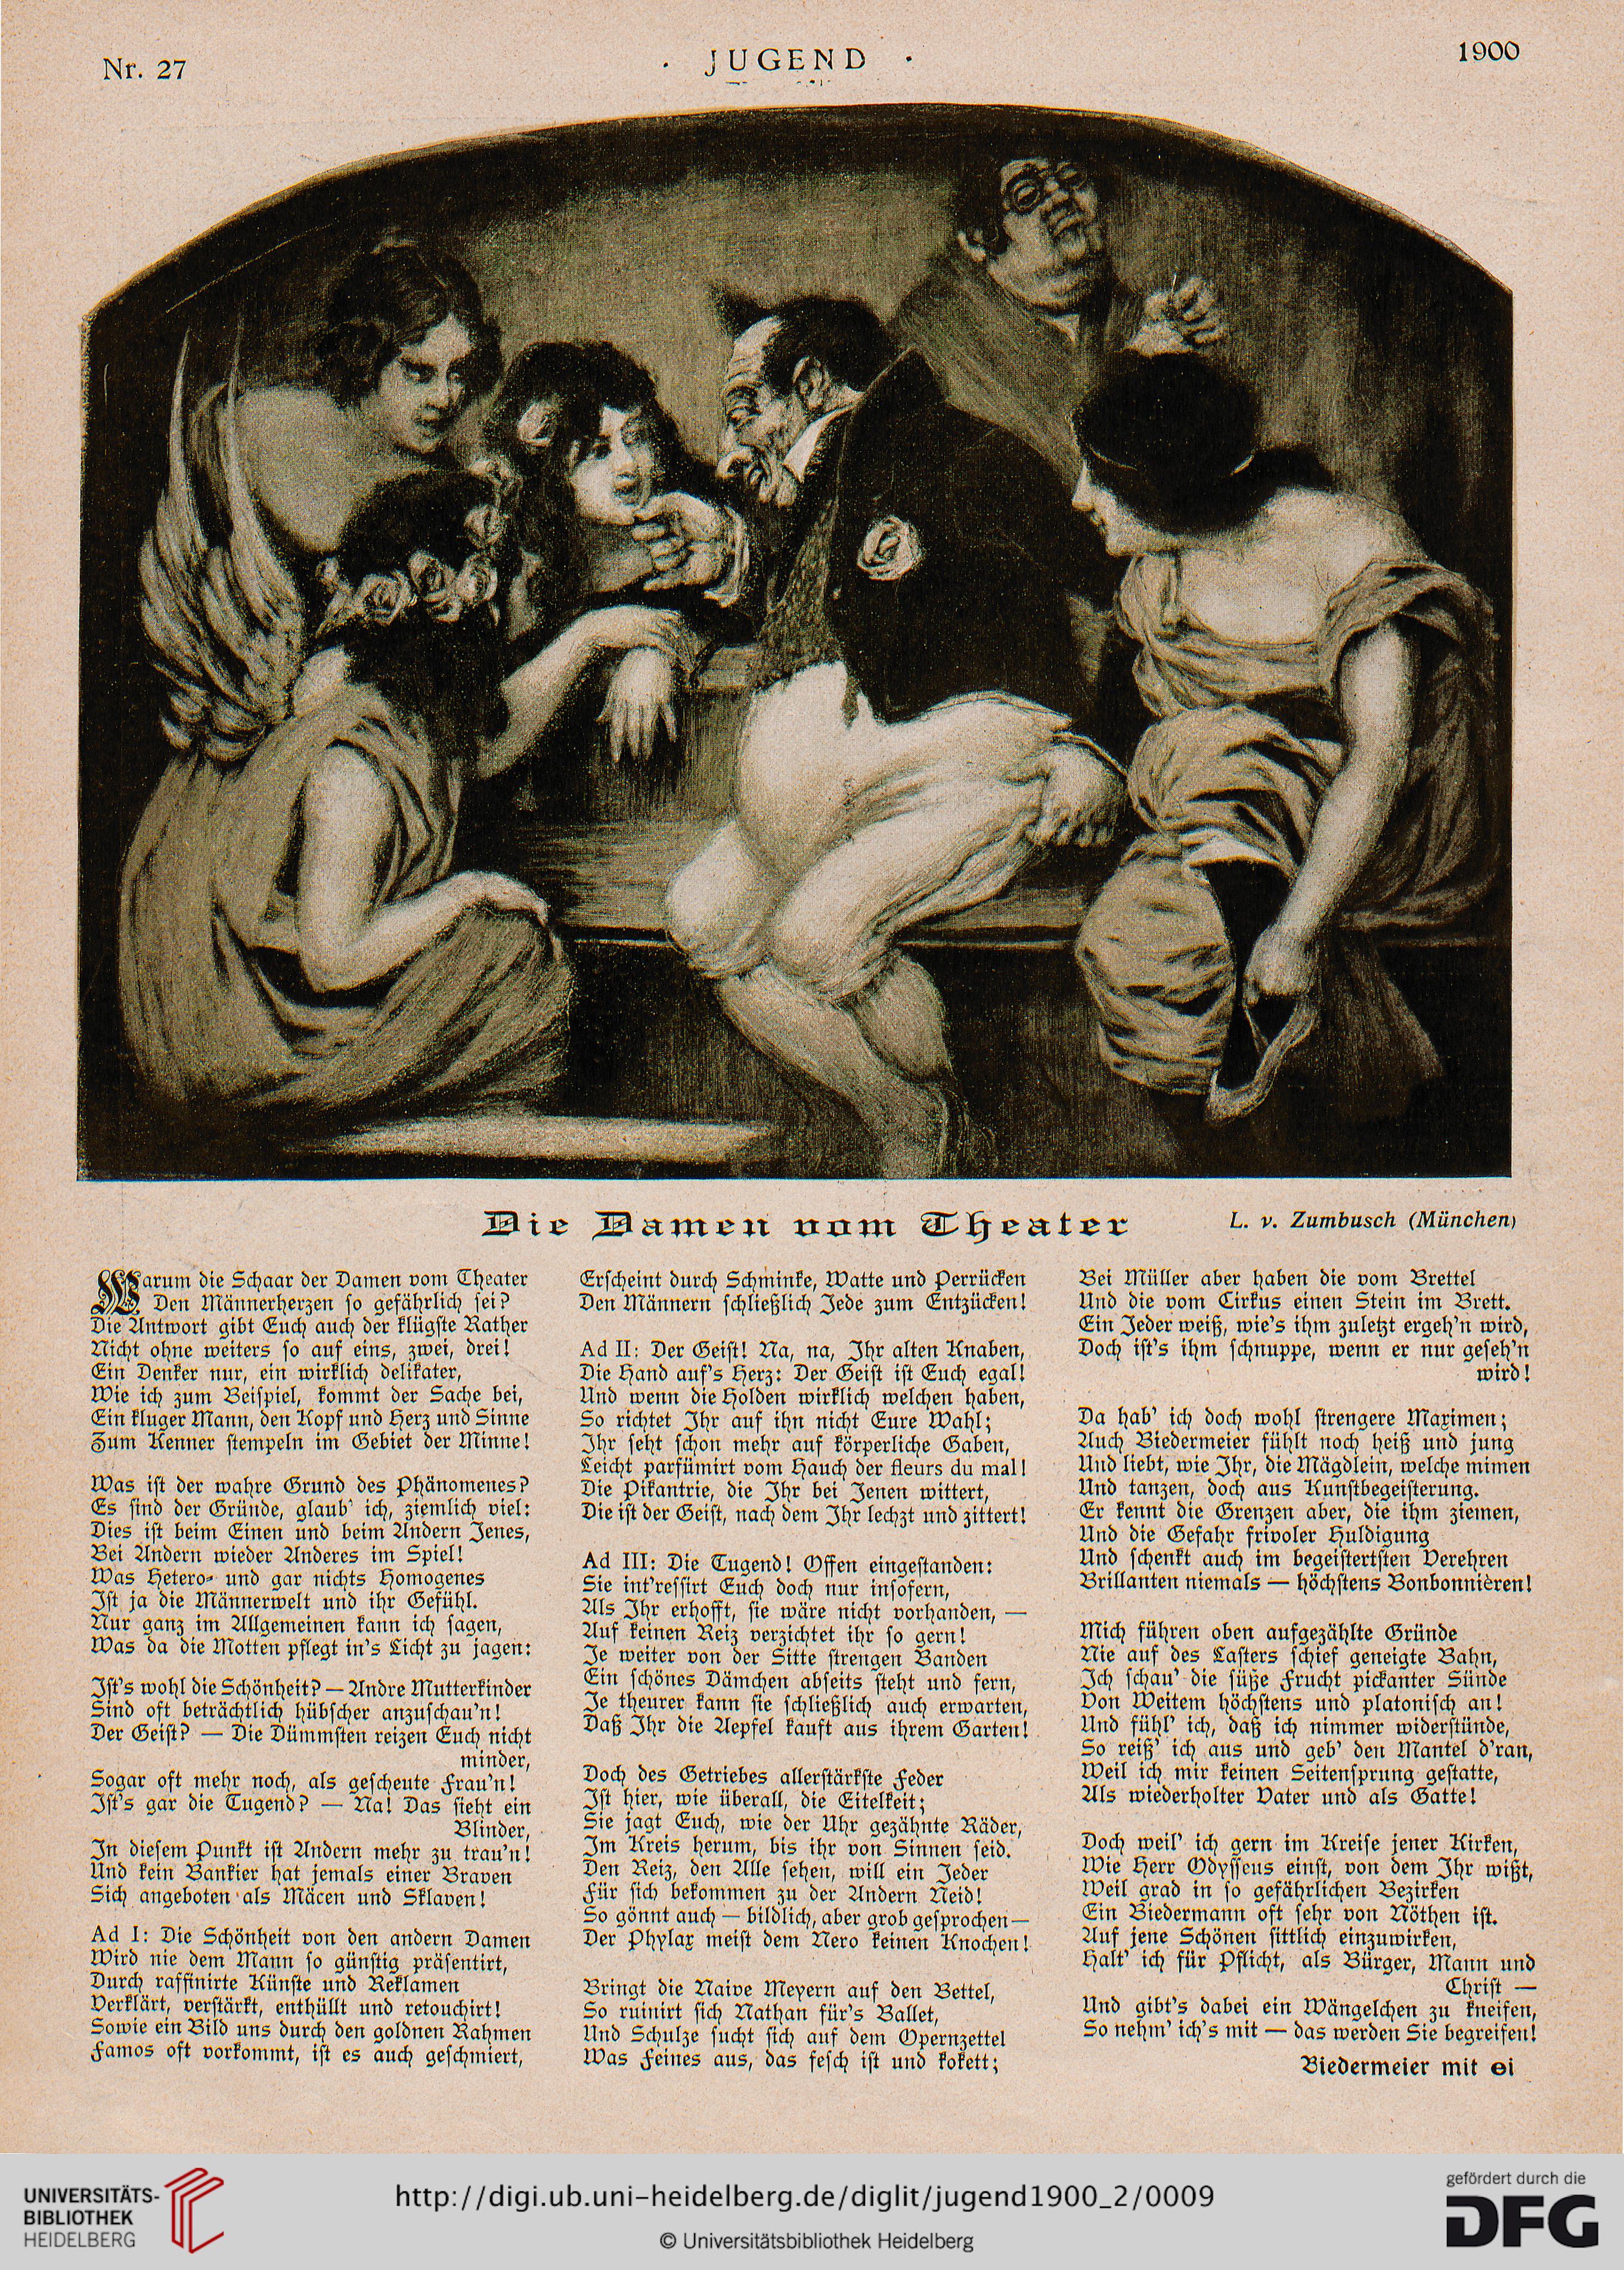 Nr. 27
· JUGEND ·
1900
Die Damen vom Theater
L. v. Zumbusch (München)
Warum die Schaar der Damen vom Theater
Den Männerherzen so gefährlich sei?
Die Antwort gibt Euch auch der klügste Rather
Nicht ohne weiters so auf eins, zwei, drei!
Ein Denker nur, ein wirklich delikater,
Wie ich zum Beispiel, kommt der Sache bei,
Ein kluger Mann, den Kopf und Herz und Sinne
Zum Kenner stempeln im Gebiet der Minne!
Was ist der wahre Grund des Phänomenes?
Es sind der Gründe, glaub' ich, ziemlich viel:
Dies ist beim Einen und beim Andern Jenes,
Bei Andern wieder Anderes im Spiel!
Was Hetero- und gar nichts Homogenes
Ist ja die Männerwelt und ihr Gefühl.
Nur ganz im Allgemeinen kann ich sagen,
Was da die Motten pflegt in's Licht zu jagen:
Ist's wohl die Schönheit? — Andre Mutterkinder
Sind oft beträchtlich hübscher anzuschau'n!
Der Geist? — Die Dümmsten reizen Euch nicht
minder,
Sogar oft mehr noch, als gescheute Frau'n!
Ist's gar die Tugend? — Na! Das sieht ein
Blinder,
In diesem Punkt ist Andern mehr zu trau'n!
Und kein Bankier hat jemals einer Braven
Sich angeboten als Mäcen und Sklaven!
Ad I: Die Schönheit von den andern Damen
Wird nie dem Mann so günstig präsentirt,
Durch raffinirte Künste und Reklamen
Verklärt, verstärkt, enthüllt und retouchirt!
Sowie ein Bild uns durch den goldnen Rahmen
Famos oft vorkommt, ist es auch geschmiert,
Erscheint durch Schminke, Watte und Perrücken
Den Männern schließlich Jede zum Entzücken!
Ad II: Der Geist! Na, na, Ihr alten Knaben,
Die Hand auf's Herz: Der Geist ist Euch egal!
Und wenn die Holden wirklich welchen haben,
So richtet Ihr auf ihn nicht Eure Wahl;
Ihr seht schon mehr auf körperliche Gaben,
Leicht parfümirt vom Hauch der fleurs du mal!
Die Pikantrie, die Ihr bei Jenen wittert,
Die ist der Geist, nach dem Ihr lechzt und zittert!
Ad III: Die Tugend! Offen eingestanden:
Sie int'ressirt Euch doch nur insofern,
Als Ihr erhofft, sie wäre nicht vorhanden, —
Auf keinen Reiz verzichtet ihr so gern!
Je weiter von der Sitte strengen Banden
Ein schönes Dämchen abseits steht und fern,
Je theurer kann sie schließlich auch erwarten,
Daß Ihr die Aepfel kauft aus ihrem Garten!
Doch des Getriebes allerstärkste Feder
Ist hier, wie überall, die Eitelkeit;
Sie jagt Euch, wie der Uhr gezähnte Räder,
Im Kreis herum, bis ihr von Sinnen seid.
Den Reiz, den Alle sehen, will ein Jeder
Für sich bekommen zu der Andern Neid!
So gönnt auch — bildlich, aber grob gesprochen —
Der Phylax meist dem Nero keinen Knochen!
Bringt die Naive Meyern auf den Bettel,
So ruinirt sich Nathan für's Ballet,
Und Schulze sucht sich auf dem Opernzettel
Was Feines aus, das fesch ist und kokett;
Bei Müller aber haben die vom Brettel
Und die vom Cirkus einen Stein im Brett.
Ein Jeder weiß, wie's ihm zuletzt ergeh'n wird,
Doch ist's ihm schnuppe, wenn er nur geseh'n
wird!
Da hab' ich doch wohl strengere Maximen;
Auch Biedermeier fühlt noch heiß und jung
Und liebt, wie Ihr, die Mägdlein, welche mimen
Und tanzen, doch aus Kunstbegeisterung.
Er kennt die Grenzen aber, die ihm ziemen,
Und die Gefahr frivoler Huldigung
Und schenkt auch im begeistertsten Verehren
Brillanten niemals — höchstens Bonbonnièren!
Mich führen oben aufgezählte Gründe
Nie auf des Lasters schief geneigte Bahn,
Ich schau' die süße Frucht pickanter Sünde
Von Weitem höchstens und platonisch an!
Und fühl' ich, daß ich nimmer widerstünde,
So reiß' ich aus und geb' den Mantel d'ran,
Weil ich mir keinen Seitensprung gestatte,
Als wiederholter Vater und als Gatte!
Doch weil' ich gern im Kreise jener Kirken,
Wie Herr Odysseus einst, von dem Ihr wißt,
Weil grad in so gefährlichen Bezirken
Ein Biedermann oft sehr von Nöthen ist.
Auf jene Schönen sittlich einzuwirken,
Halt' ich für Pflicht, als Bürger, Mann und
Christ —
Und gibt's dabei ein Wängelchen zu kneifen,
So nehm' ich's mit — das werden Sie begreifen!
Biedermeier mit ei
UNIVERSITÄTS-
BIBLIOTHEK
HEIDELBERG
http://digi.ub.uni-heidelberg.de/diglit/jugend1900_2/0009
© Universitätsbibliothek Heidelberg
gefördert durch die
DFG